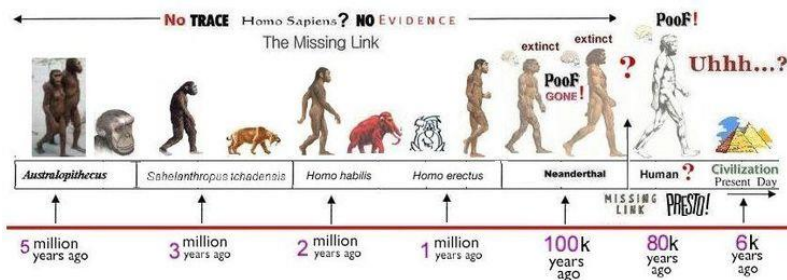 No TRACE Homo Sapiens? NO EVIDENCE
The Missing Link
PooF!
extinct
extinct
PooF
GONE!
?
Uhhh...?
Australopithecus
Sahelanthropus tchadensis
Homo habilis
Homo erectus
Neanderthal
Human ?
Civilization
Present Day
MISSING
LINK
PRESTO!
5 million
years ago
3 million
years ago
2 million
years ago
1 million
years ago
100k
years
ago
80k
years
ago
6k
years
ago